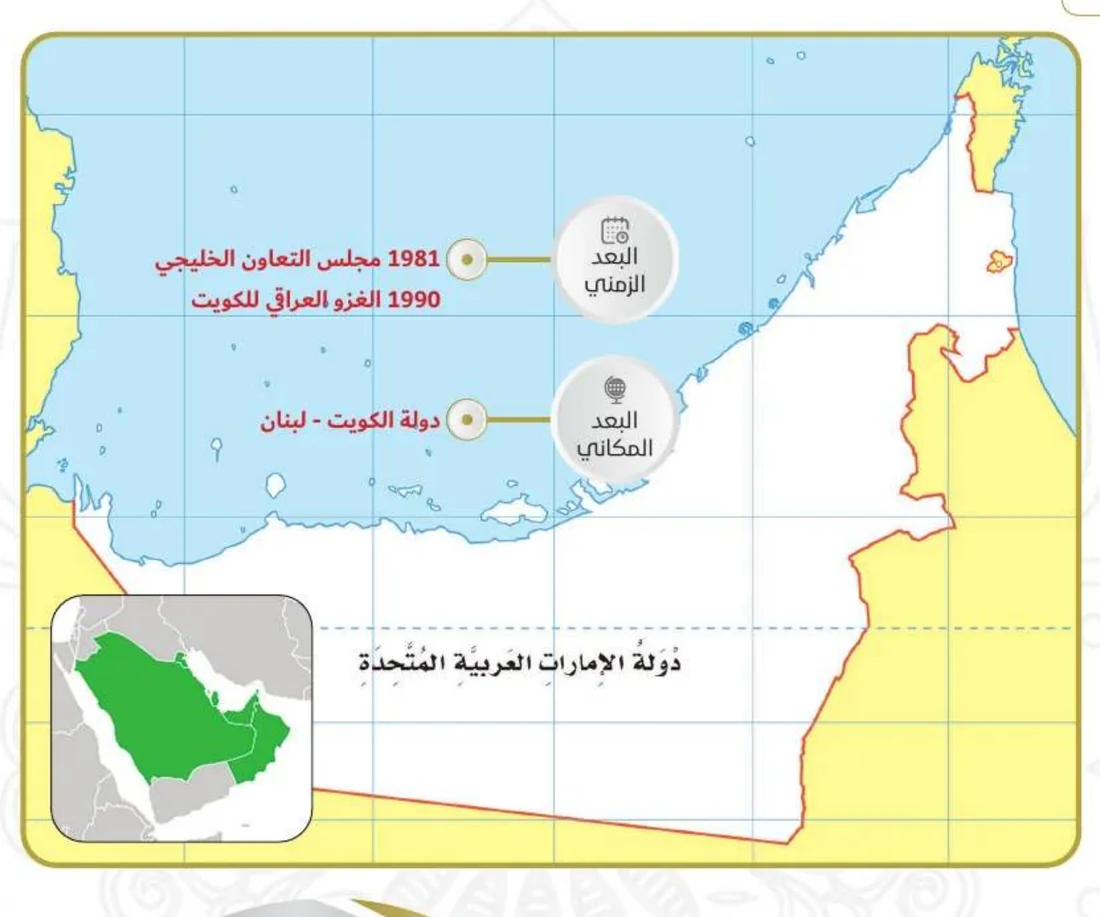 البعد
الزمني
1981 مجلس التعاون الخليجي
1990 الغزو العراقي للكويت
البعد
المكاني
دولة الكويت - لبنان
دْوَلةُ الإمارات العَربيَّةِ المُتَّحِدَةِ